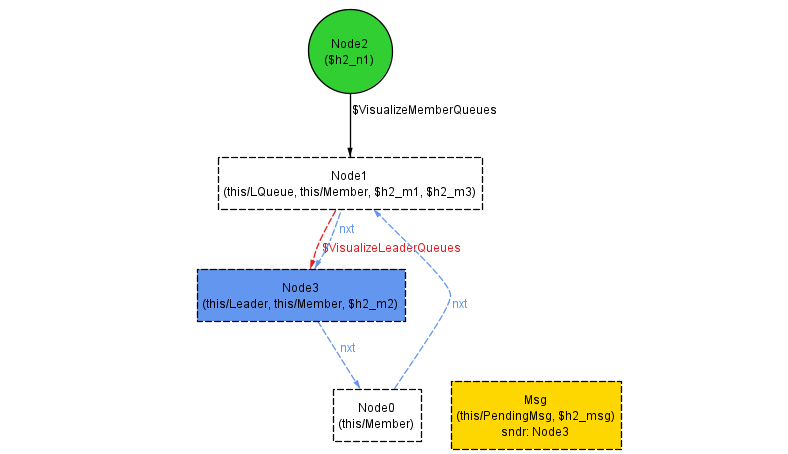 Node2
($h2_n1)
$VisualizeMemberQueues
Node1
(this/LQueue, this/Member, $h2_m1, $h2_m3)
nxt
$VisualizeLeaderQueues
Node3
(this/Leader, this/Member, $h2_m2)
nxt
nxt
Node0
(this/Member)
Msg
(this/PendingMsg, $h2_msg)
sndr: Node3